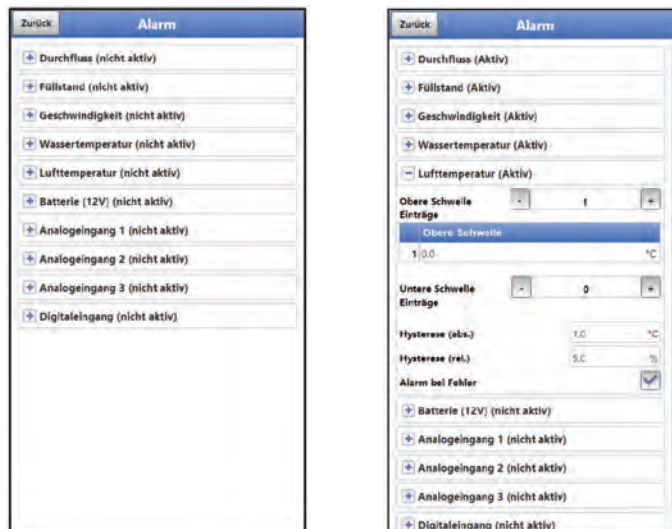 Zurück Alarm
Durchfluss (nicht aktiv)
Füllstand (nicht aktiv)
Geschwindigkeit (nicht aktiv)
Wassertemperatur (nicht aktiv)
Lufttemperatur (nicht aktiv)
Batterie (12V) (nicht aktiv)
Analogeingang 1 (nicht aktiv)
Analogeingang 2 (nicht aktiv)
Analogeingang 3 (nicht aktiv)
Digitaleingang (nicht aktiv)
Zurück Alarm
Durchfluss (Aktiv)
Füllstand (Aktiv)
Geschwindigkeit (Aktiv)
Wassertemperatur (Aktiv)
Lufttemperatur (Aktiv)
Obere Schwelle - 1 +
Einträge
Obere Schwelle
1 0.0 °C
Untere Schwelle - 0 +
Einträge
Hysterese (abs.) 1.0 °C
Hysterese (rel.) 5.0 %
Alarm bei Fehler
Batterie (12V) (nicht aktiv)
Analogeingang 1 (nicht aktiv)
Analogeingang 2 (nicht aktiv)
Analogeingang 3 (nicht aktiv)
Digitaleingang (nicht aktiv)